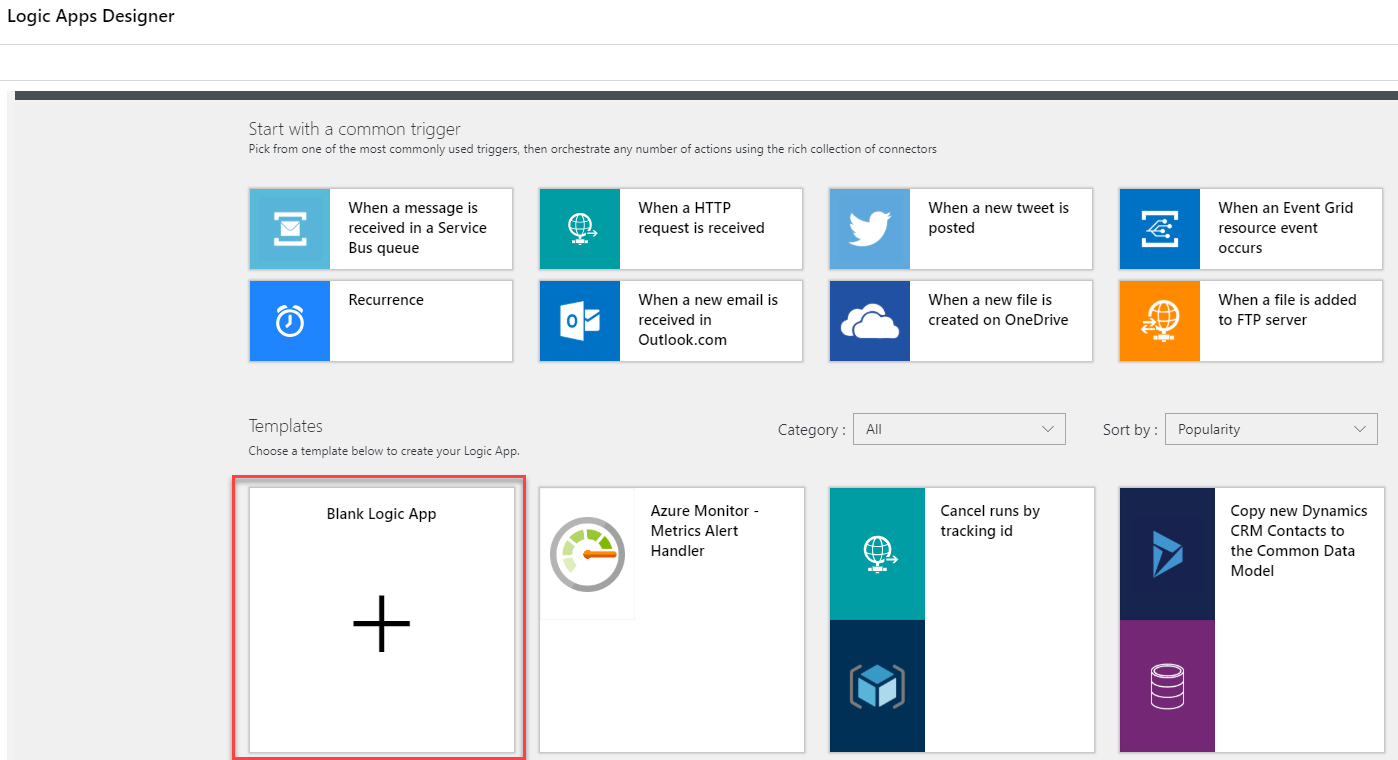 Logic Apps Designer
Start with a common trigger
Pick from one of the most commonly used triggers, then orchestrate any number of actions using the rich collection of connectors
When a message is
received in a Service
Bus queue
When a HTTP
request is received
When a new tweet is
posted
When an Event Grid
resource event
occurs
Recurrence
When a new email is
received in
Outlook.com
When a new file is
created on OneDrive
When a file is added
to FTP server
Templates
Choose a template below to create your Logic App.
Category :
All
Sort by :
Popularity
Blank Logic App
Azure Monitor -
Metrics Alert
Handler
Cancel runs by
tracking id
Copy new Dynamics
CRM Contacts to
the Common Data
Model